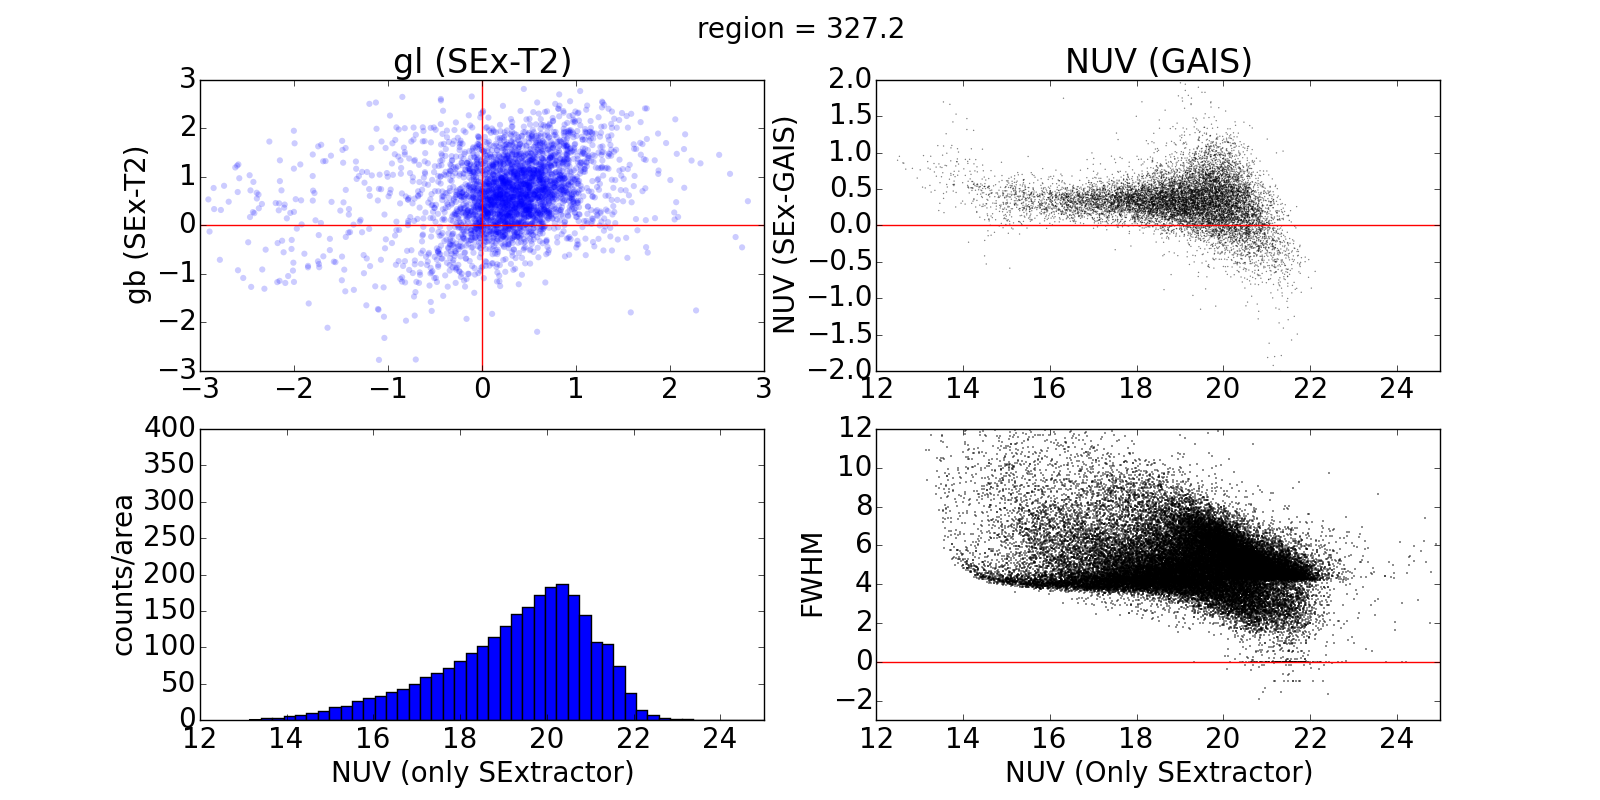 region = 327.2
gl (SEx-T2)
3
2
1
0
−1
−2
−3
gb (SEx-T2)
−3 −2 −1 0 1 2 3
NUV (GAIS)
2.0
1.5
1.0
0.5
0.0
−0.5
−1.0
−1.5
−2.0
NUV (SEx-GAIS)
12 14 16 18 20 22 24
400
350
300
250
200
150
100
50
0
counts/area
12 14 16 18 20 22 24
NUV (only SExtractor)
12
10
8
6
4
2
0
−2
FWHM
12 14 16 18 20 22 24
NUV (Only SExtractor)